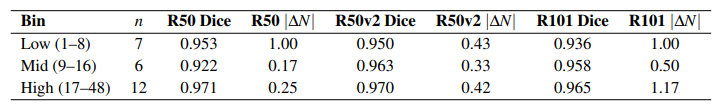 Bin n R50 Dice R50 |ΔN| R50v2 Dice R50v2 |ΔN| R101 Dice R101 |ΔN|
Low (1–8) 7 0.953 1.00 0.950 0.43 0.936 1.00
Mid (9–16) 6 0.922 0.17 0.963 0.33 0.958 0.50
High (17–48) 12 0.971 0.25 0.970 0.42 0.965 1.17